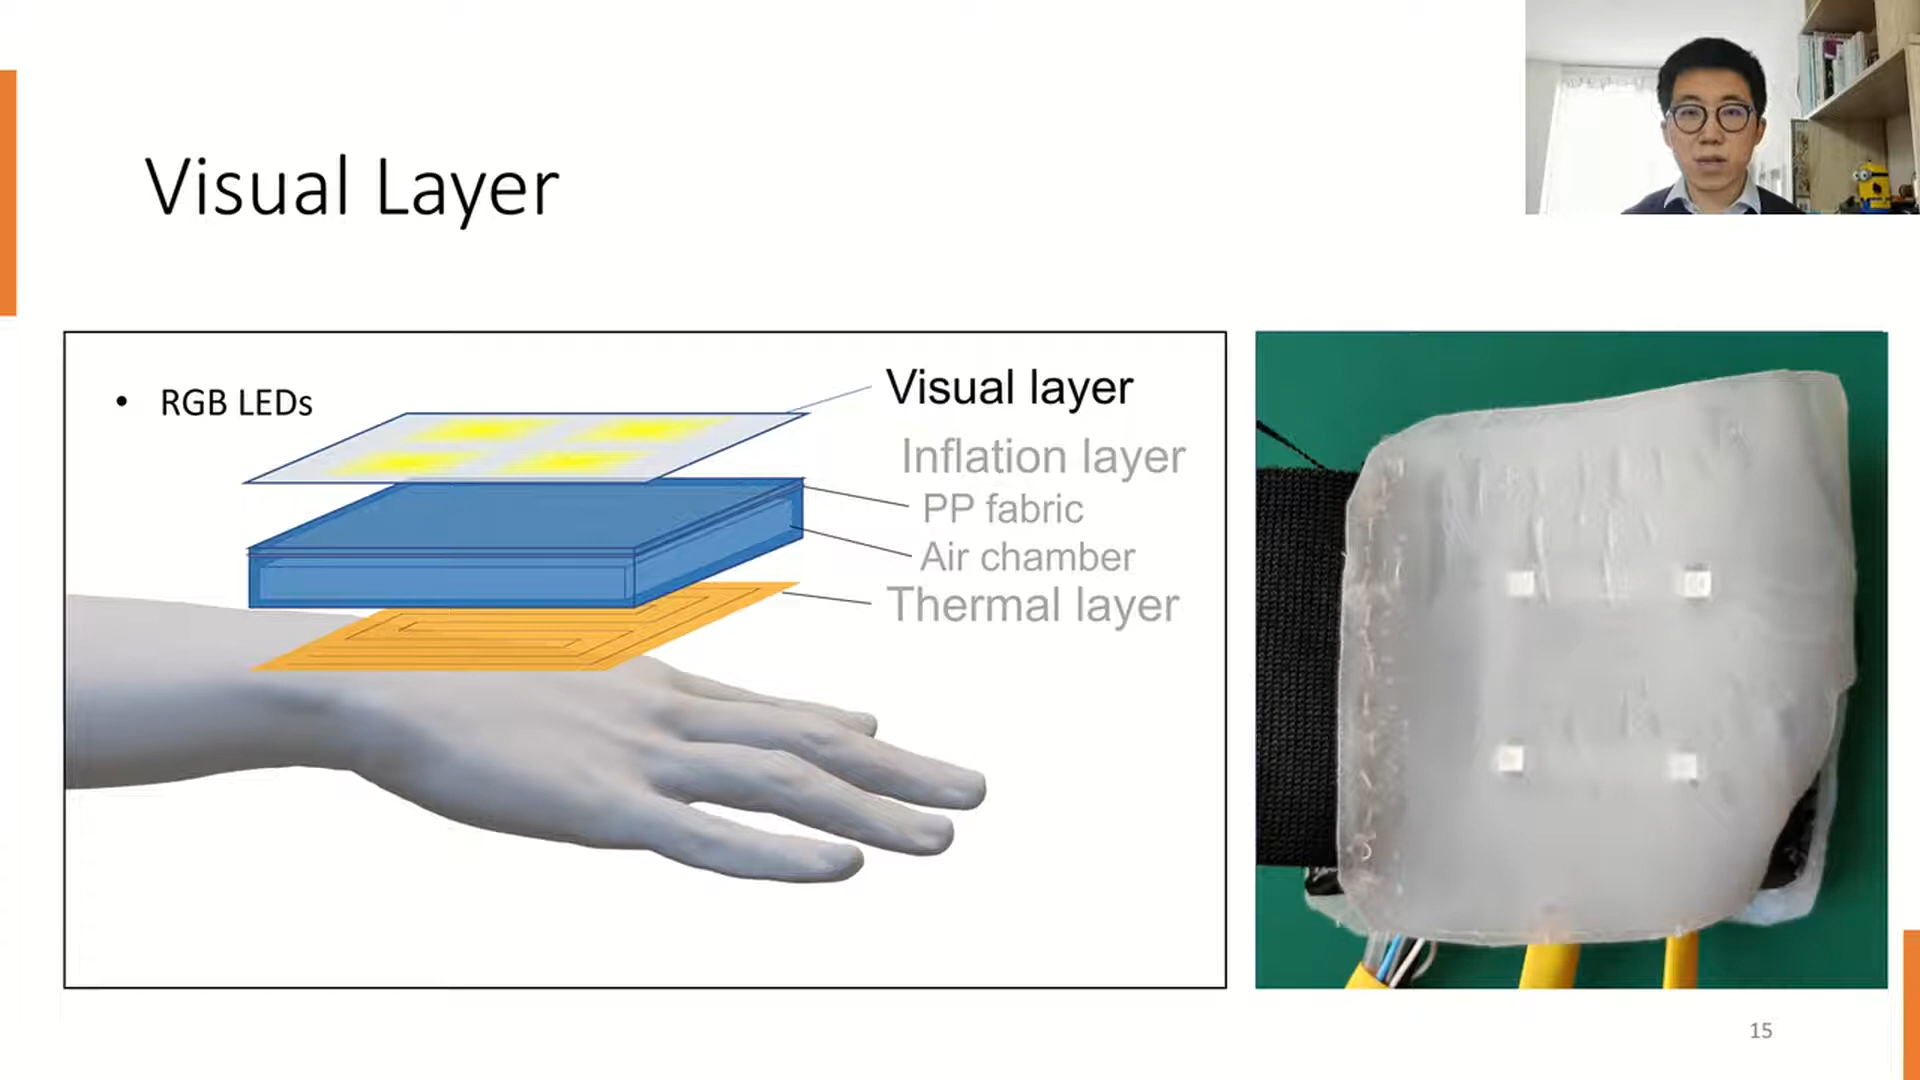 Visual Layer
• RGB LEDs
Visual layer
Inflation layer
PP fabric
Air chamber
Thermal layer
15